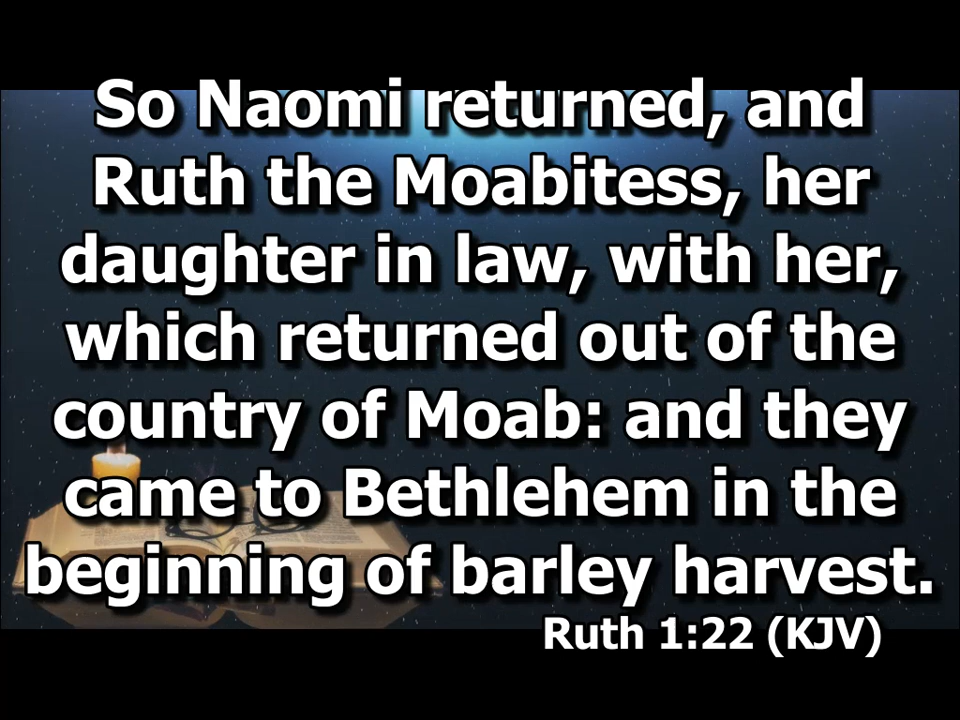 So Naomi returned, and
Ruth the Moabitess, her
daughter in law, with her,
which returned out of the
country of Moab: and they
came to Bethlehem in the
beginning of barley harvest.
Ruth 1:22 (KJV)